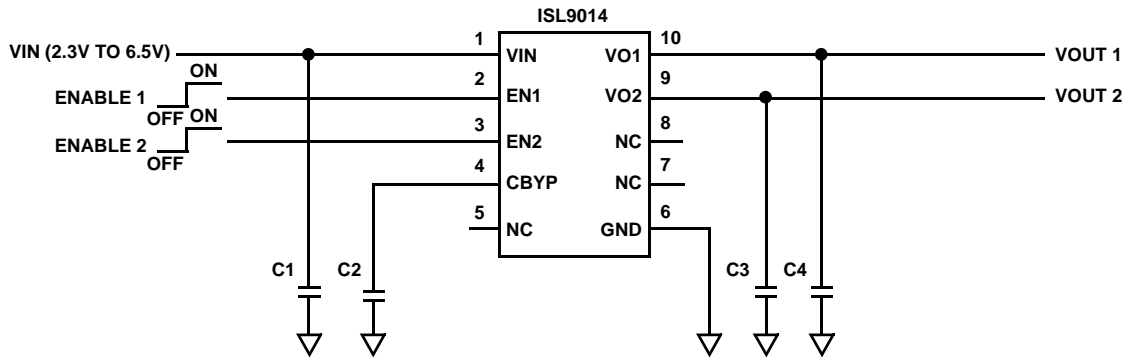 ISL9014
VIN (2.3V TO 6.5V)
1
VIN
VO1
10
VOUT 1
ON
ENABLE 1
OFF
2
EN1
VO2
9
VOUT 2
ON
ENABLE 2
OFF
3
EN2
NC
8
4
CBYP
NC
7
5
NC
GND
6
C1
C2
C3
C4